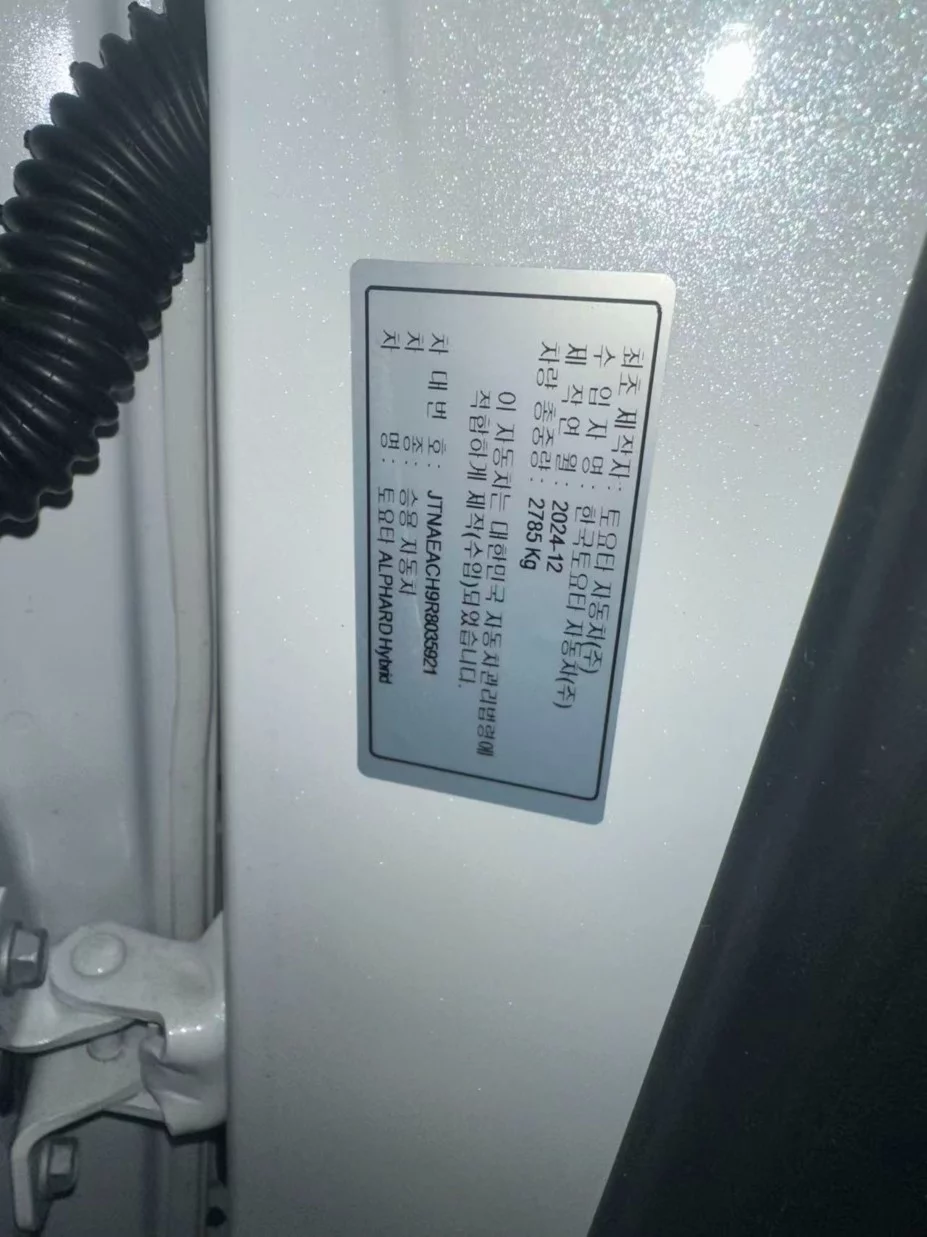 최초 제작자 : 토요타 자동차(주)
수 입 자 명 : 한국토요타 자동차(주)
제 작 연 월 : 2024-12
차량 총중량 : 2785 Kg
이 자동차는 대한민국 자동차관리법령에
적합하게 제작(수입)되었습니다.
차 대 번 호 : JTNAEACH9R8035921
차 종 : 승용 자동차
차 명 : 토요타 ALPHARD Hybrid